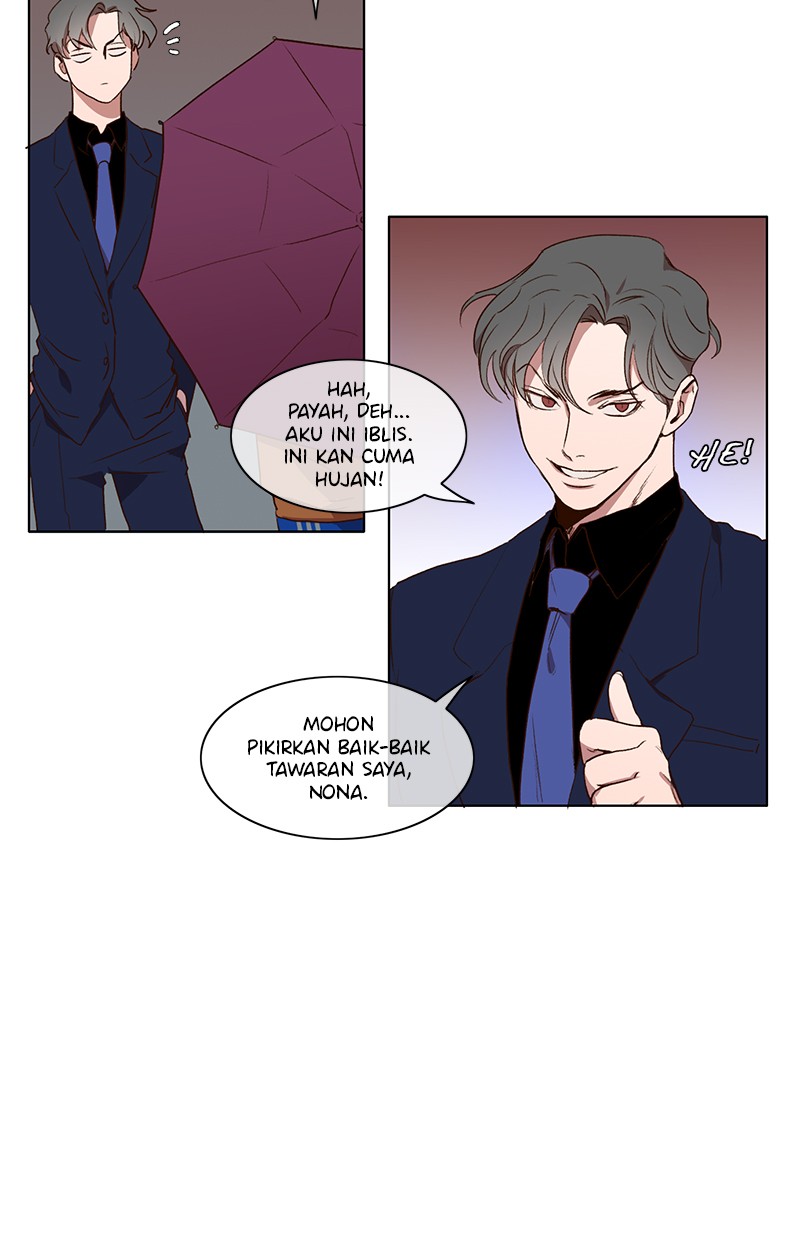 HAH,
PAYAH, DEH...
AKU INI IBLIS.
INI KAN CUMA
HUJAN!
HE!
MOHON
PIKIRKAN BAIK-BAIK
TAWARAN SAYA,
NONA.